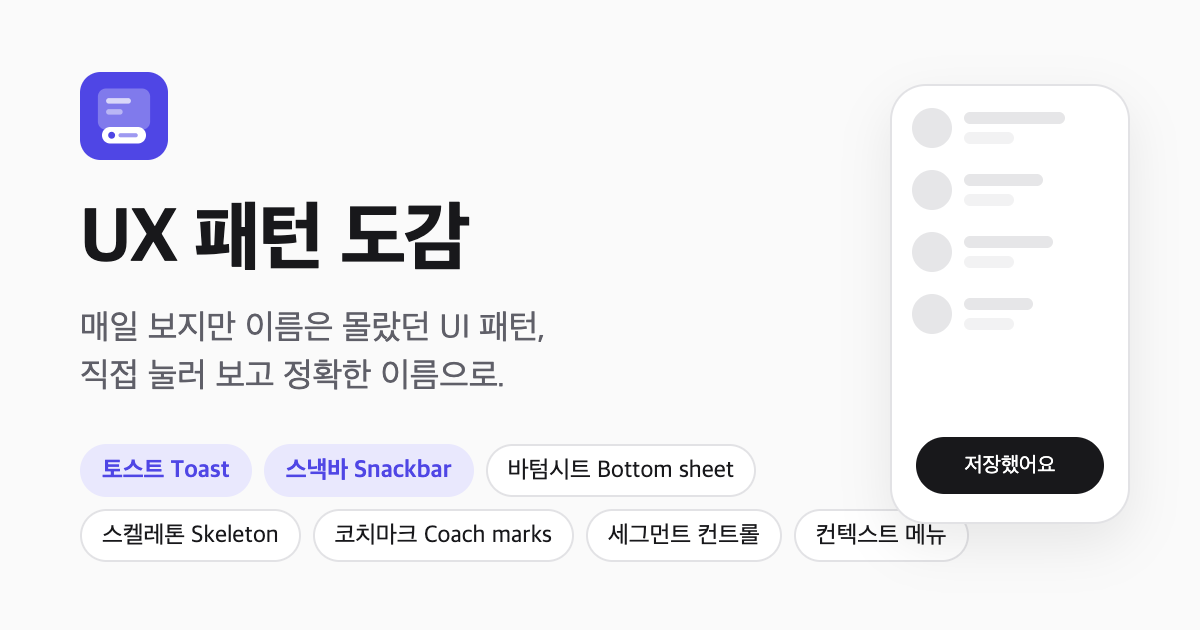 UX 패턴 도감
매일 보지만 이름은 몰랐던 UI 패턴,
직접 눌러 보고 정확한 이름으로.
토스트 Toast
스낵바 Snackbar
바텀시트 Bottom sheet
스켈레톤 Skeleton
코치마크 Coach marks
세그먼트 컨트롤
컨텍스트 메뉴
저장했어요